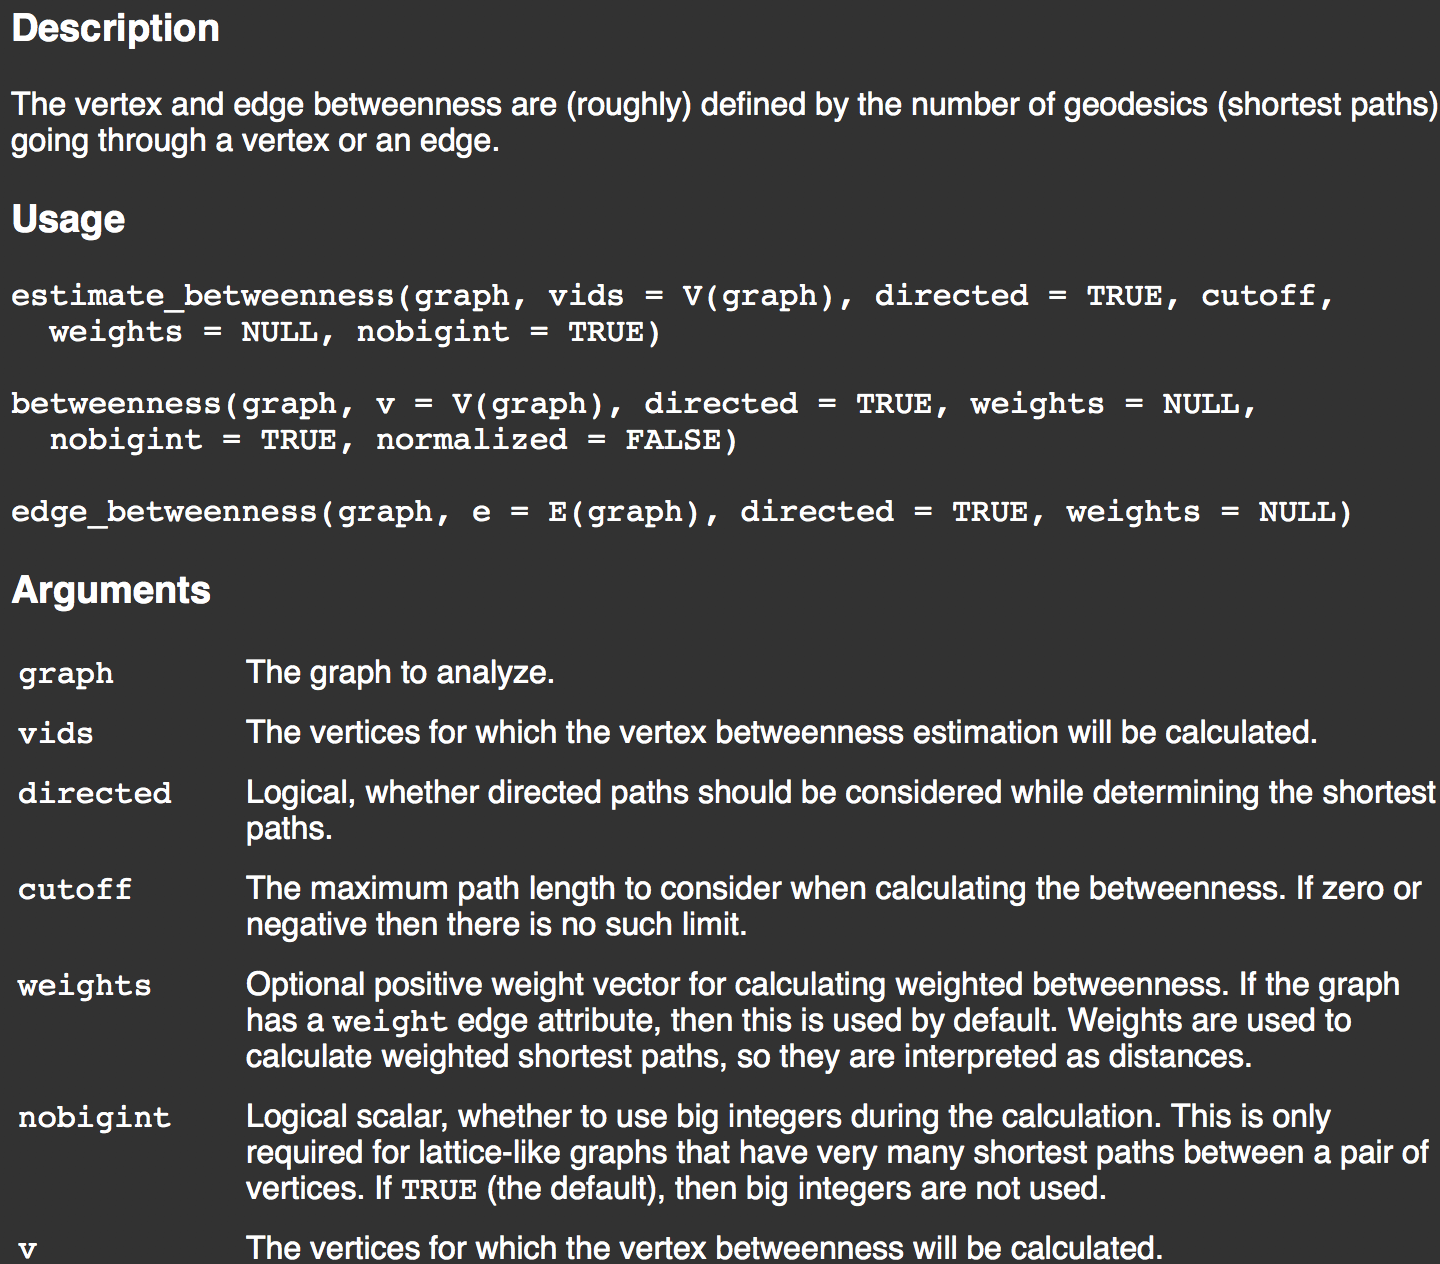 Description
The vertex and edge betweenness are (roughly) defined by the number of geodesics (shortest paths)
going through a vertex or an edge.
Usage
estimate_betweenness(graph, vids = V(graph), directed = TRUE, cutoff,
  weights = NULL, nobigint = TRUE)
betweenness(graph, v = V(graph), directed = TRUE, weights = NULL,
  nobigint = TRUE, normalized = FALSE)
edge_betweenness(graph, e = E(graph), directed = TRUE, weights = NULL)
Arguments
graph The graph to analyze.
vids The vertices for which the vertex betweenness estimation will be calculated.
directed Logical, whether directed paths should be considered while determining the shortest
paths.
cutoff The maximum path length to consider when calculating the betweenness. If zero or
negative then there is no such limit.
weights Optional positive weight vector for calculating weighted betweenness. If the graph
has a weight edge attribute, then this is used by default. Weights are used to
calculate weighted shortest paths, so they are interpreted as distances.
nobigint Logical scalar, whether to use big integers during the calculation. This is only
required for lattice-like graphs that have very many shortest paths between a pair of
vertices. If TRUE (the default), then big integers are not used.
v The vertices for which the vertex betweenness will be calculated.